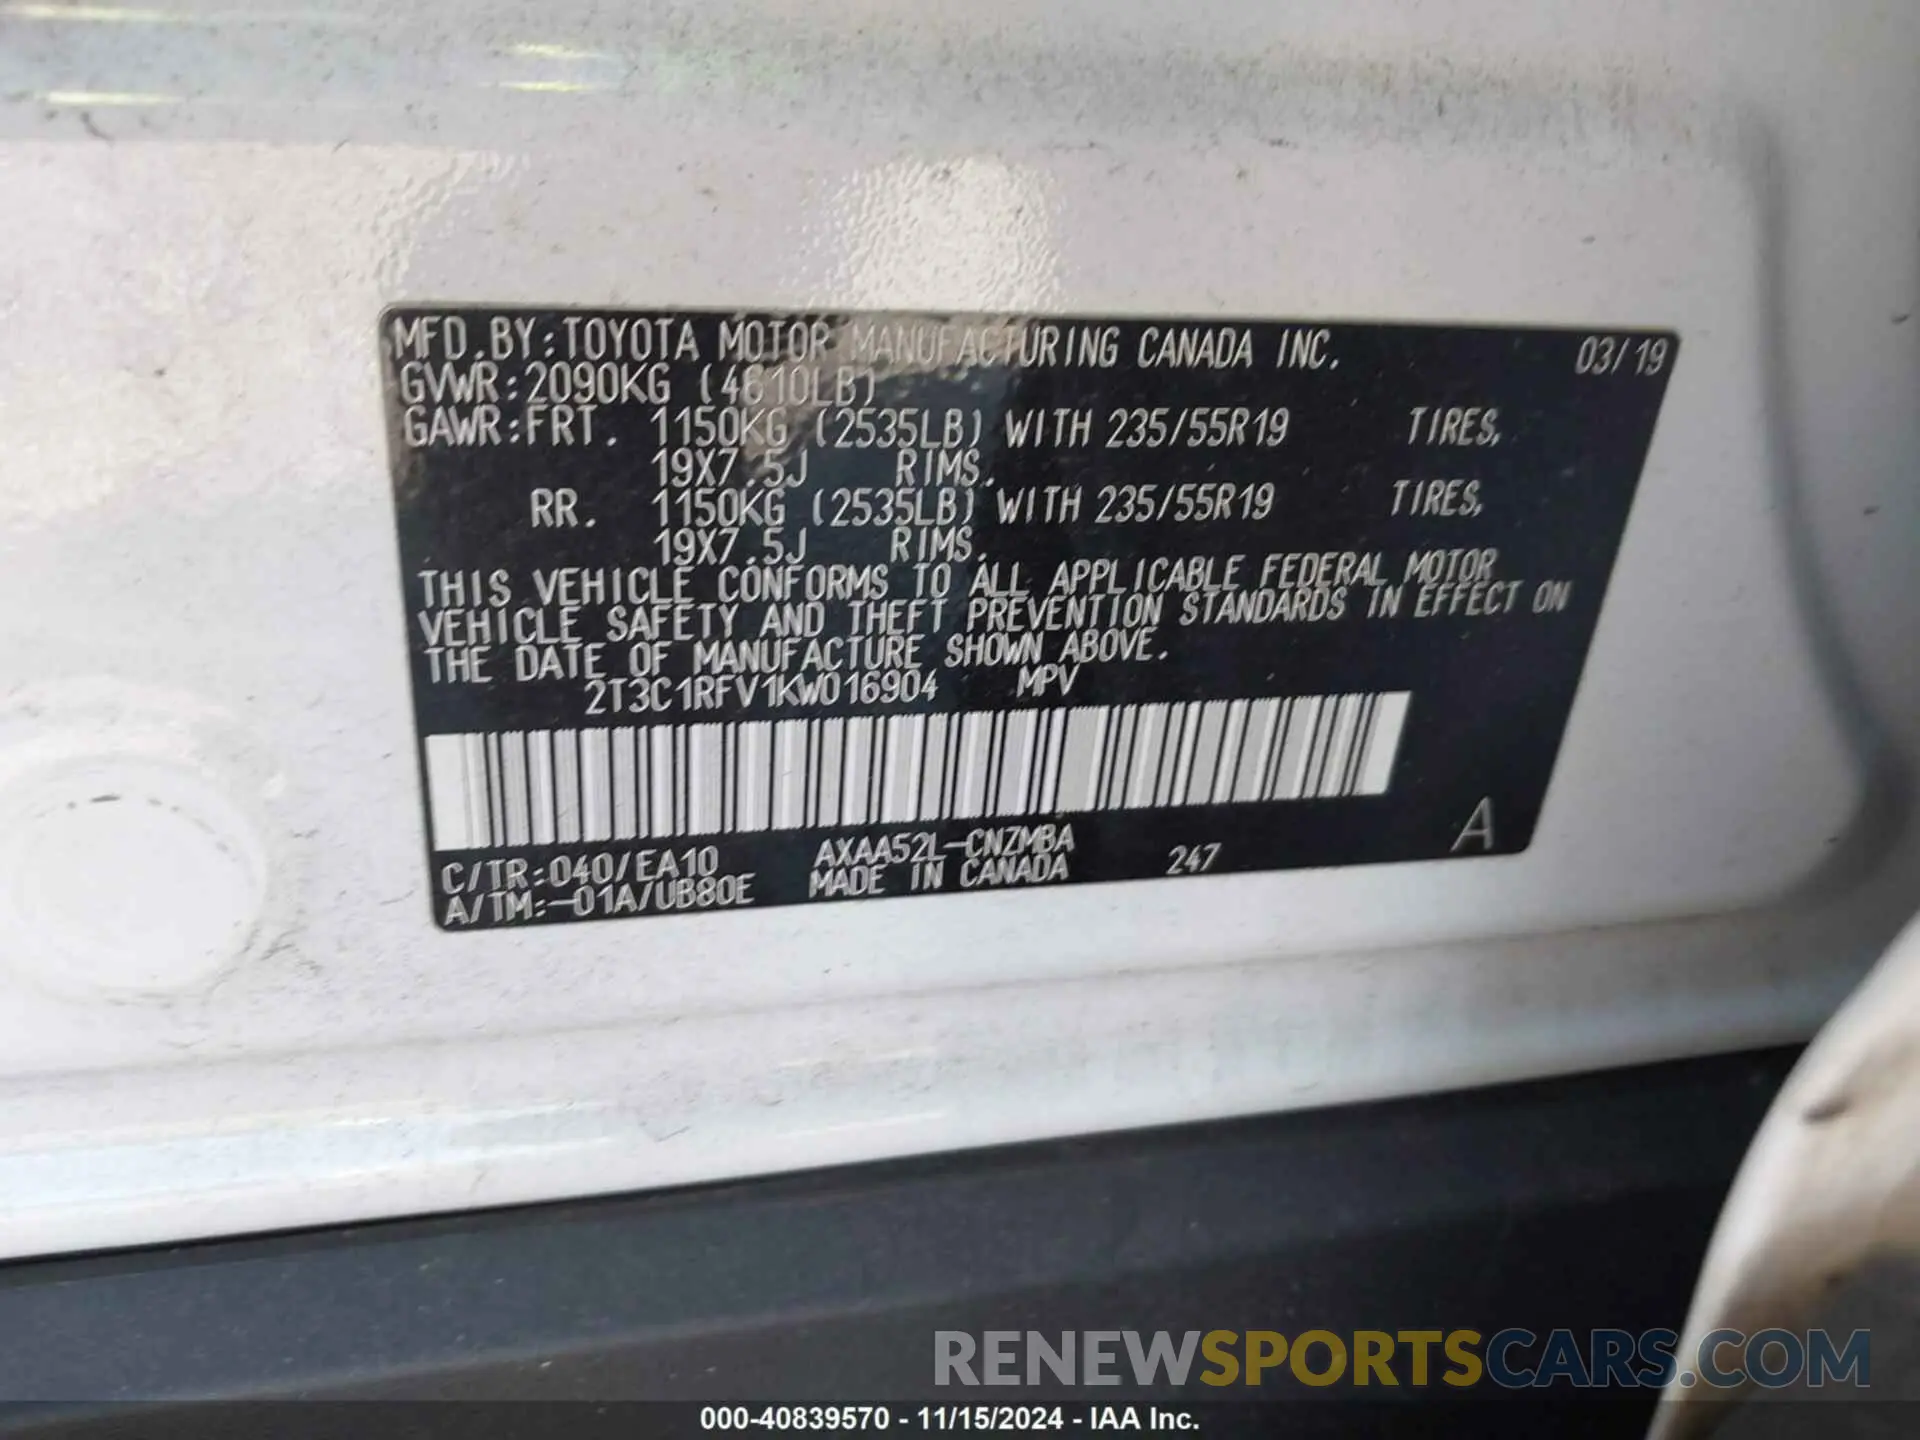 MFD.BY:TOYOTA MOTOR MANUFACTURING CANADA INC. 03/19
GVWR:2090KG (4610LB)
GAWR:FRT. 1150KG (2535LB) WITH 235/55R19 TIRES,
19X7.5J RIMS.
RR. 1150KG (2535LB) WITH 235/55R19 TIRES,
19X7.5J RIMS.
THIS VEHICLE CONFORMS TO ALL APPLICABLE FEDERAL MOTOR
VEHICLE SAFETY AND THEFT PREVENTION STANDARDS IN EFFECT ON
THE DATE OF MANUFACTURE SHOWN ABOVE.
2T3C1RFV1KW016904 MPV
C/TR:040/EA10 AXAA52L-CNZMBA 247 A
A/TM:-01A/UB80E MADE IN CANADA
RENEWSPORTSCARS.COM
000-40839570 - 11/15/2024 - IAA Inc.